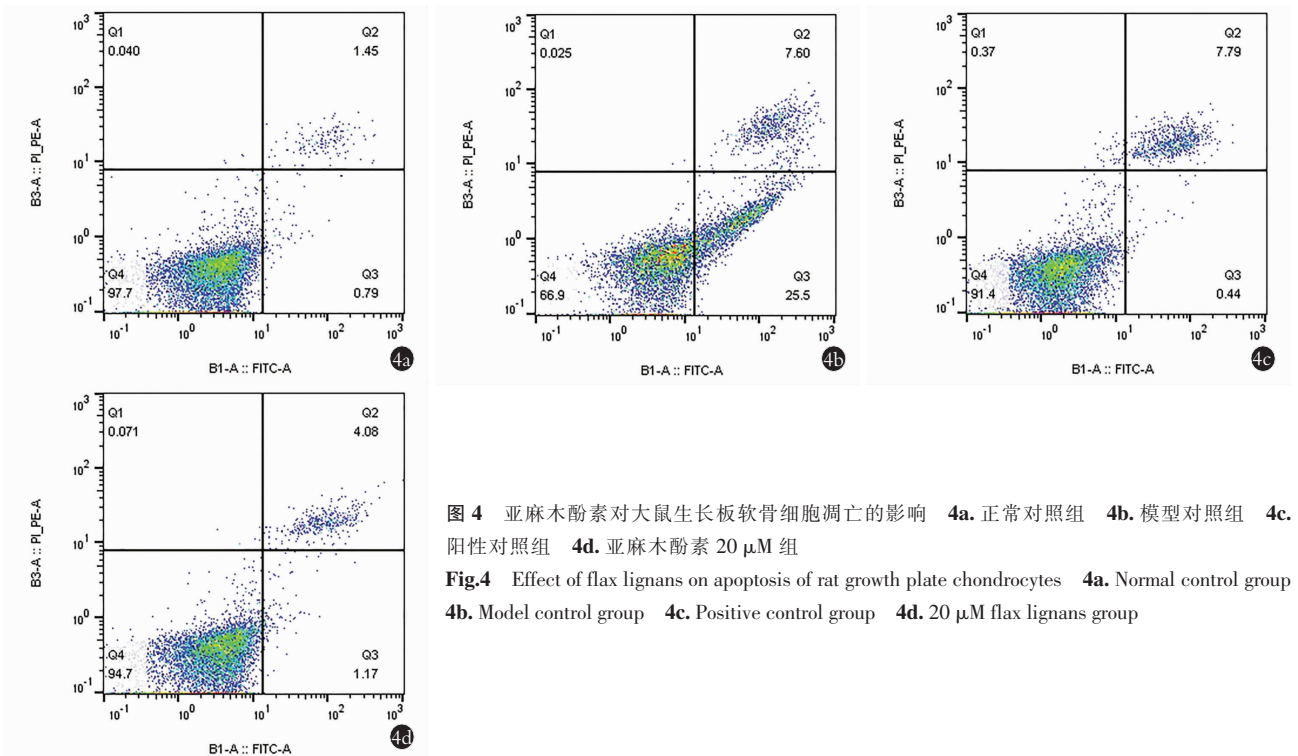 10³
Q1
0.040
Q2
1.45
10²
10¹
B3-A :: PI_PE-A
10⁰
Q4
97.7
Q3
0.79
10⁻¹
10⁻¹ 10⁰ 10¹ 10² 10³
B1-A :: FITC-A
4a
10³
Q1
0.025
Q2
7.60
10²
10¹
B3-A :: PI_PE-A
10⁰
Q4
66.9
Q3
25.5
10⁻¹
10⁻¹ 10⁰ 10¹ 10² 10³
B1-A :: FITC-A
4b
10³
Q1
0.37
Q2
7.79
10²
10¹
B3-A :: PI_PE-A
10⁰
Q4
91.4
Q3
0.44
10⁻¹
10⁻¹ 10⁰ 10¹ 10² 10³
B1-A :: FITC-A
4c
10³
Q1
0.071
Q2
4.08
10²
10¹
B3-A :: PI_PE-A
10⁰
Q4
94.7
Q3
1.17
10⁻¹
10⁻¹ 10⁰ 10¹ 10² 10³
B1-A :: FITC-A
4d
图 4 亚麻木酚素对大鼠生长板软骨细胞凋亡的影响 4a. 正常对照组 4b. 模型对照组 4c.
阳性对照组 4d. 亚麻木酚素 20 μM 组
Fig.4 Effect of flax lignans on apoptosis of rat growth plate chondrocytes 4a. Normal control group
4b. Model control group 4c. Positive control group 4d. 20 μM flax lignans group